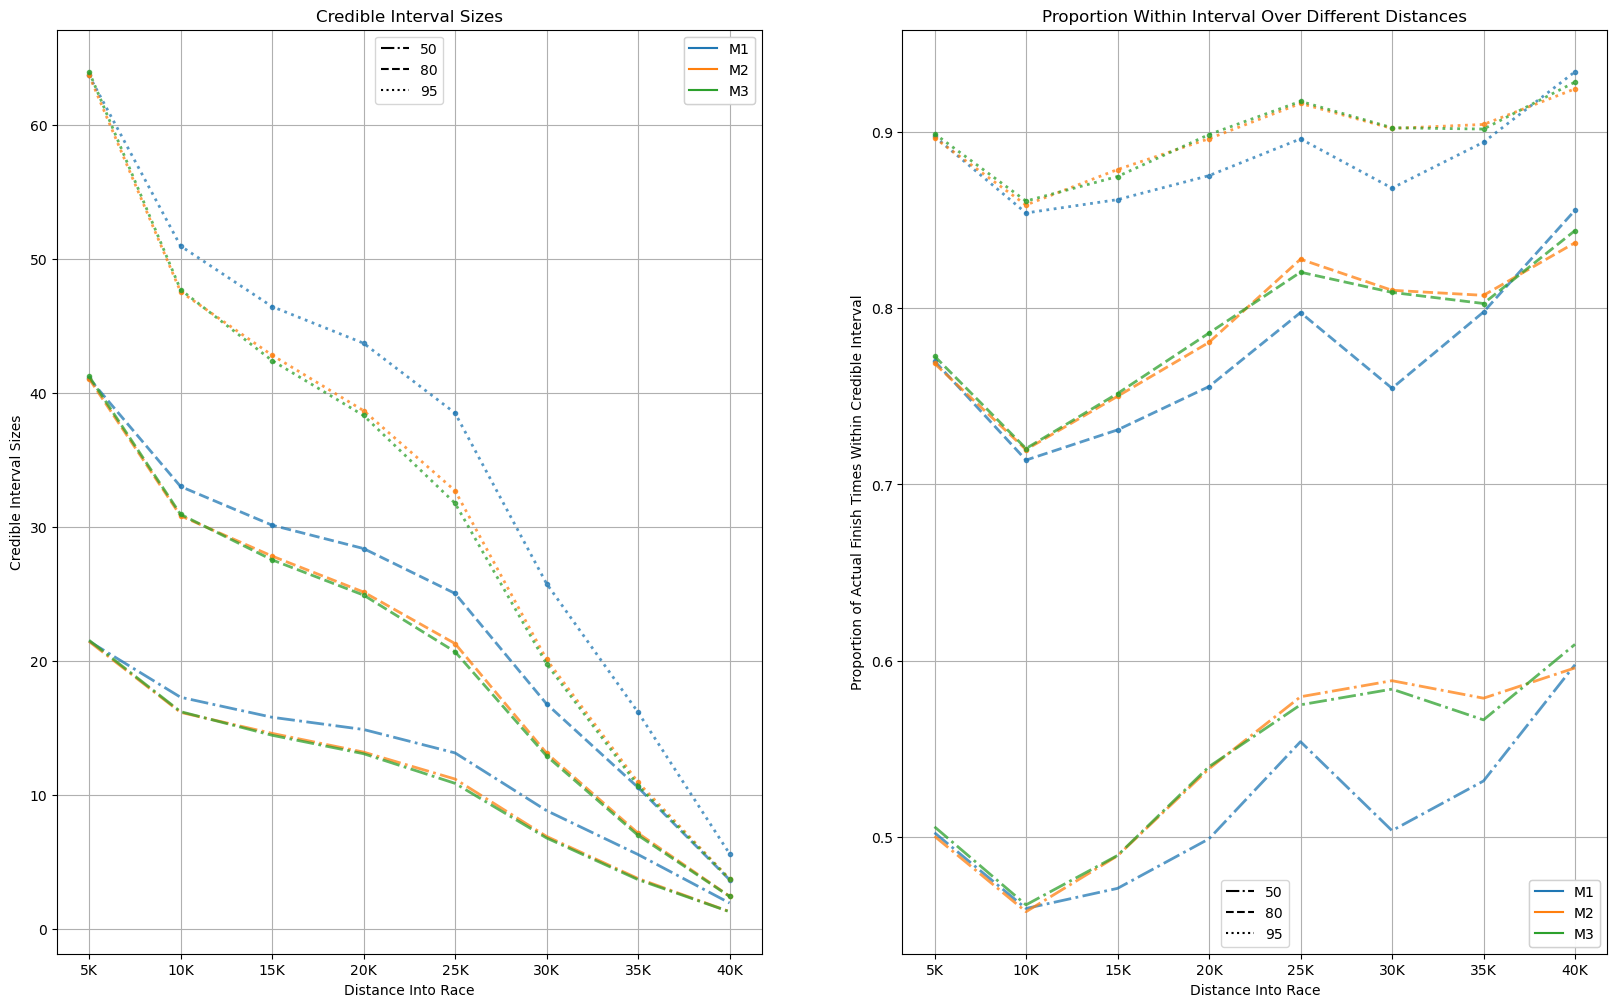 Credible Interval Sizes
50
80
95
M1
M2
M3
Credible Interval Sizes
60
50
40
30
20
10
0
5K 10K 15K 20K 25K 30K 35K 40K
Distance Into Race
Proportion Within Interval Over Different Distances
Proportion of Actual Finish Times Within Credible Interval
0.9
0.8
0.7
0.6
0.5
50
80
95
M1
M2
M3
5K 10K 15K 20K 25K 30K 35K 40K
Distance Into Race